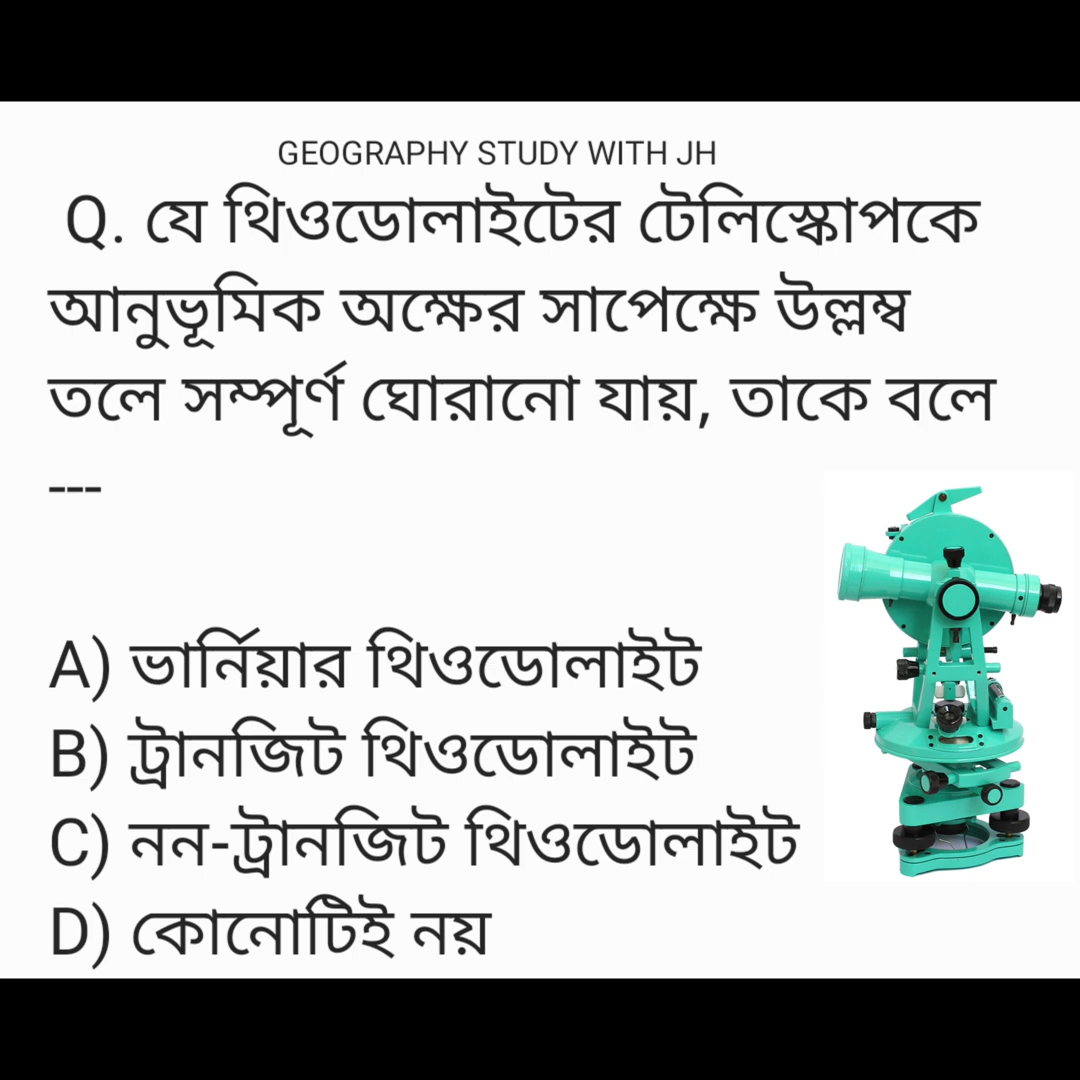 GEOGRAPHY STUDY WITH JH
Q. যে থিওডোলাইটের টেলিস্কোপকে
আনুভূমিক অক্ষের সাপেক্ষে উল্লম্ব
তলে সম্পূর্ণ ঘোরানো যায়, তাকে বলে
---
A) ভার্নিয়ার থিওডোলাইট
B) ট্রানজিট থিওডোলাইট
C) নন-ট্রানজিট থিওডোলাইট
D) কোনোটিই নয়